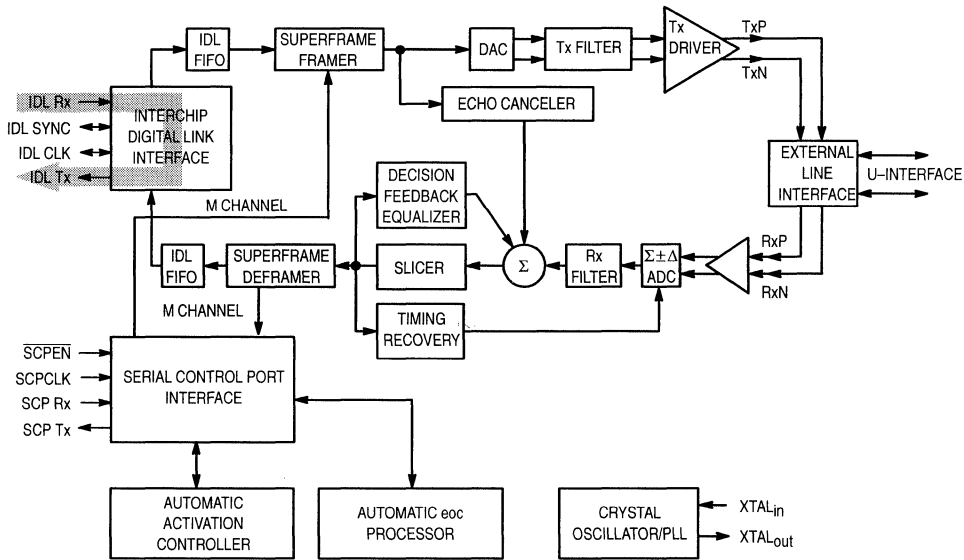 IDL
FIFO
SUPERFRAME
FRAMER
DAC
Tx FILTER
Tx
DRIVER
TxP
TxN
ECHO CANCELER
IDL Rx
IDL SYNC
IDL CLK
IDL Tx
INTERCHIP
DIGITAL LINK
INTERFACE
M CHANNEL
DECISION
FEEDBACK
EQUALIZER
EXTERNAL
LINE
INTERFACE
U–INTERFACE
IDL
FIFO
SUPERFRAME
DEFRAMER
SLICER
Σ
Rx
FILTER
Σ±Δ
ADC
RxP
RxN
M CHANNEL
TIMING
RECOVERY
SCPEN
SCPCLK
SCP Rx
SCP Tx
SERIAL CONTROL PORT
INTERFACE
AUTOMATIC
ACTIVATION
CONTROLLER
AUTOMATIC eoc
PROCESSOR
CRYSTAL
OSCILLATOR/PLL
XTALin
XTALout